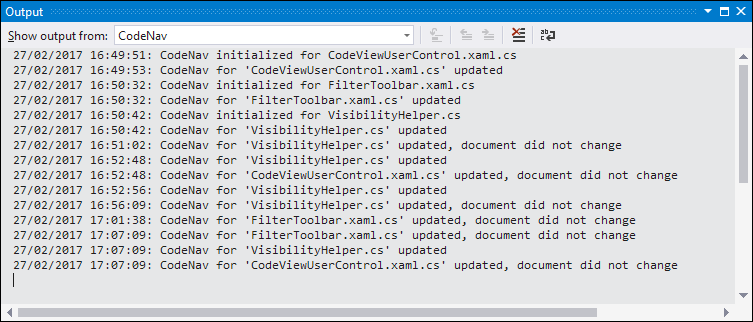 Output
Show output from: CodeNav
27/02/2017 16:49:51: CodeNav initialized for CodeViewUserControl.xaml.cs
27/02/2017 16:49:53: CodeNav for 'CodeViewUserControl.xaml.cs' updated
27/02/2017 16:50:32: CodeNav initialized for FilterToolbar.xaml.cs
27/02/2017 16:50:32: CodeNav for 'FilterToolbar.xaml.cs' updated
27/02/2017 16:50:42: CodeNav initialized for VisibilityHelper.cs
27/02/2017 16:50:42: CodeNav for 'VisibilityHelper.cs' updated
27/02/2017 16:51:02: CodeNav for 'VisibilityHelper.cs' updated, document did not change
27/02/2017 16:52:48: CodeNav for 'VisibilityHelper.cs' updated
27/02/2017 16:52:48: CodeNav for 'CodeViewUserControl.xaml.cs' updated, document did not change
27/02/2017 16:52:56: CodeNav for 'VisibilityHelper.cs' updated
27/02/2017 16:56:09: CodeNav for 'VisibilityHelper.cs' updated, document did not change
27/02/2017 17:01:38: CodeNav for 'FilterToolbar.xaml.cs' updated, document did not change
27/02/2017 17:07:09: CodeNav for 'FilterToolbar.xaml.cs' updated, document did not change
27/02/2017 17:07:09: CodeNav for 'VisibilityHelper.cs' updated
27/02/2017 17:07:09: CodeNav for 'CodeViewUserControl.xaml.cs' updated, document did not change